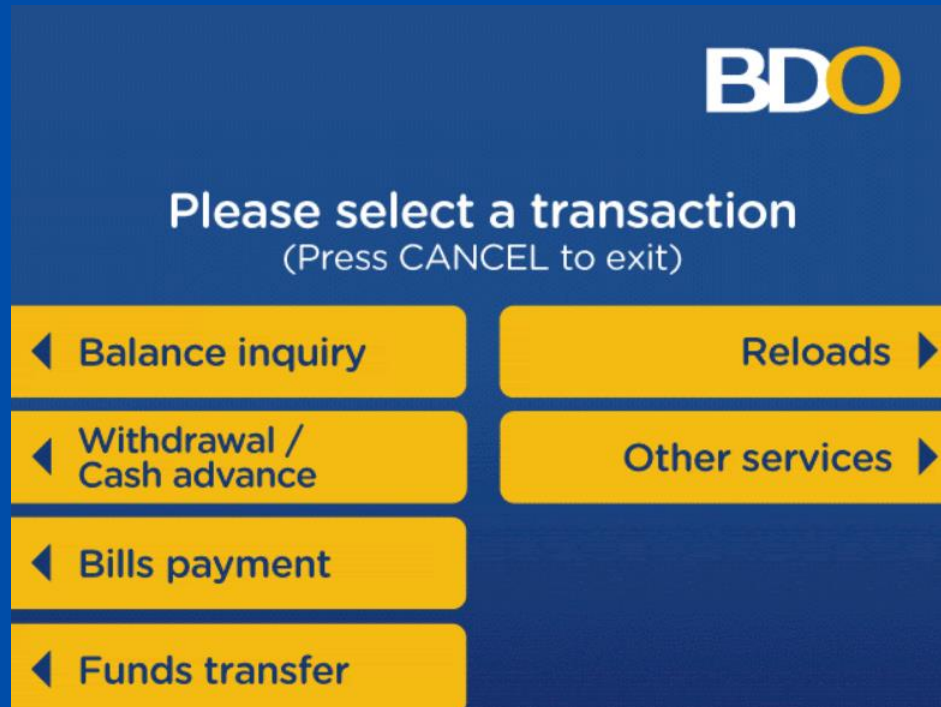 BDO
Please select a transaction
(Press CANCEL to exit)
Balance inquiry
Withdrawal /
Cash advance
Bills payment
Funds transfer
Reloads
Other services